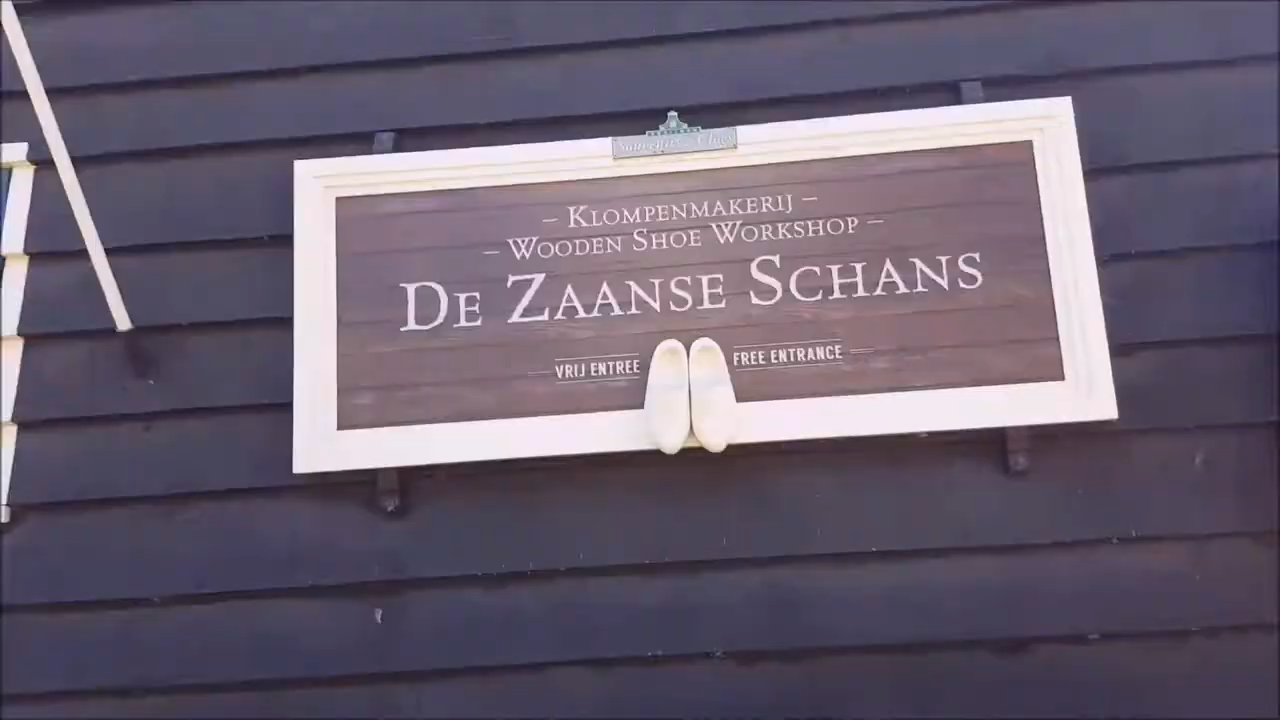 – Klompenmakerij –
– Wooden Shoe Workshop –
De Zaanse Schans
VRIJ ENTREE FREE ENTRANCE